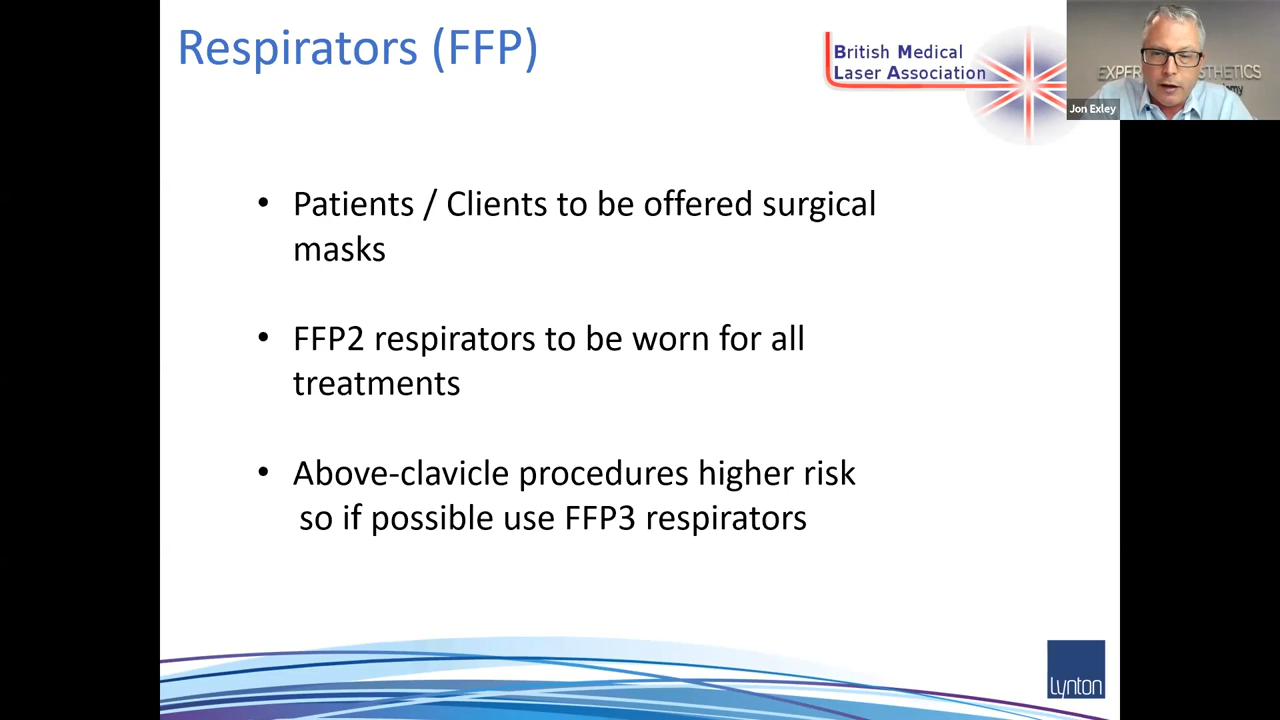 Respirators (FFP)
British Medical
Laser Association
Jon Exley
• Patients / Clients to be offered surgical
masks
• FFP2 respirators to be worn for all
treatments
• Above-clavicle procedures higher risk
so if possible use FFP3 respirators
Lynton